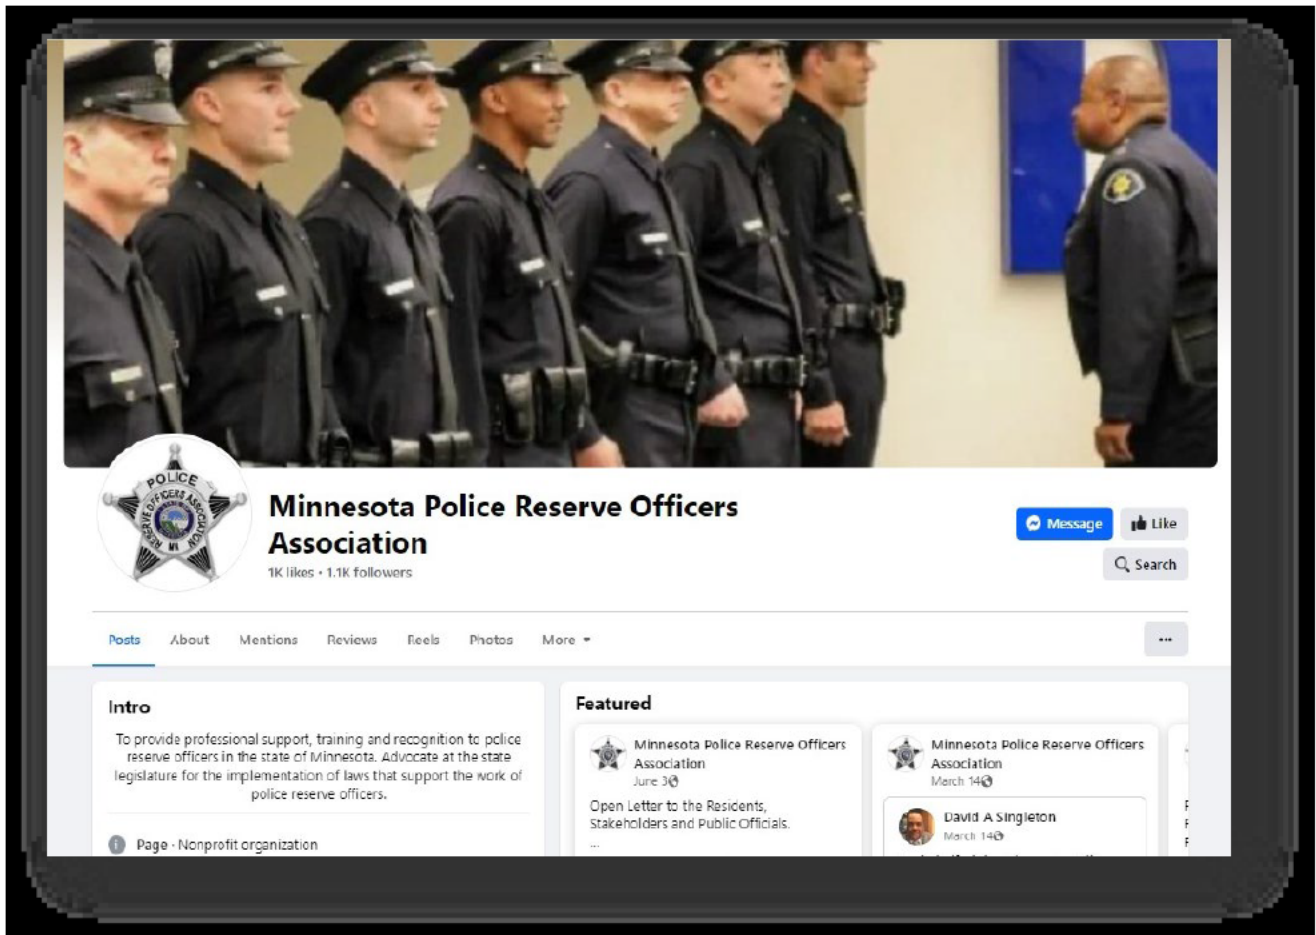 POLICE
RESERVE OFFICERS ASSOCIATION
Minnesota Police Reserve Officers
Association
1K likes • 1.1K followers
Message
Like
Search
Posts
About
Mentions
Reviews
Reels
Photos
More
...
Intro
To provide professional support, training and recognition to police
reserve officers in the state of Minnesota. Advocate at the state
legislature for the implementation of laws that support the work of
police reserve officers.
Page · Nonprofit organization
Featured
Minnesota Police Reserve Officers
Association
June 3
Open Letter to the Residents,
Stakeholders and Public Officials.
...
Minnesota Police Reserve Officers
Association
March 14
David A Singleton
March 14